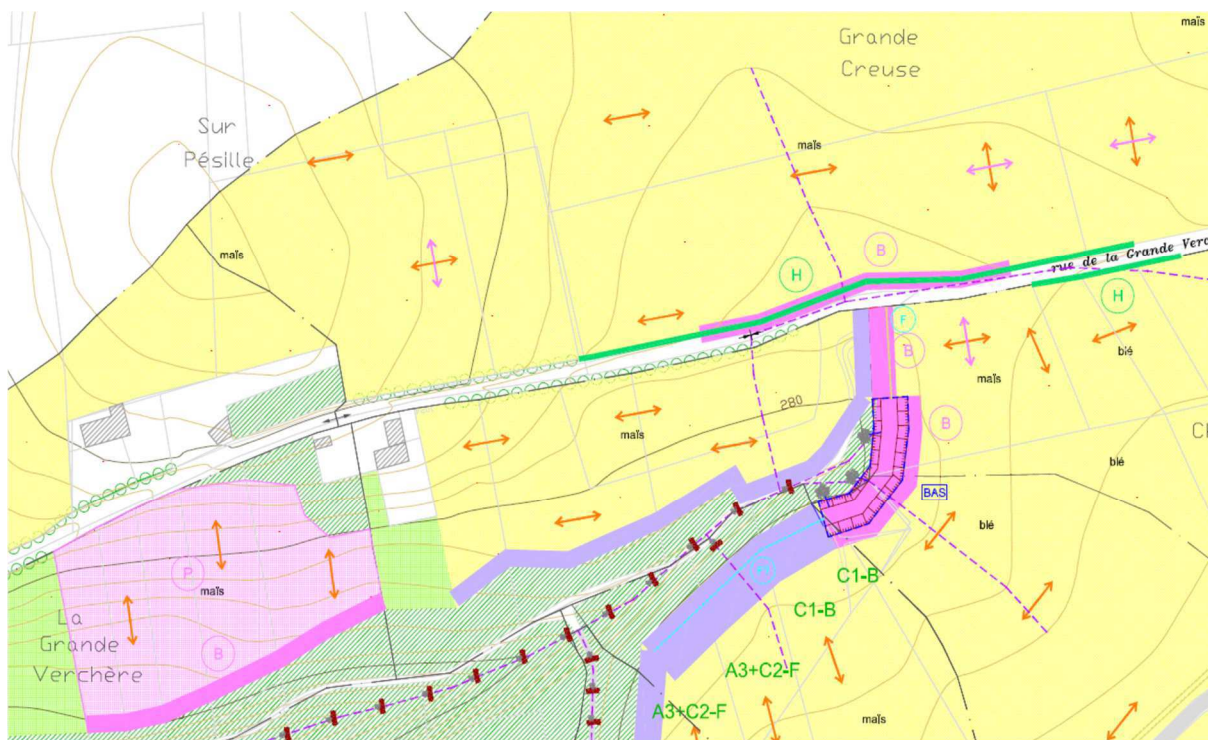 maïs
Grande
Creuse
Sur
Pésille
maïs
maïs
B
H
rue de la Grande Verc
H
F
B
blé
maïs
280
maïs
B
blé
BAS
blé
C1-B
P
maïs
C1-B
La
Grande
Verchère
B
A3+C2-F
A3+C2-F
maïs
maïs